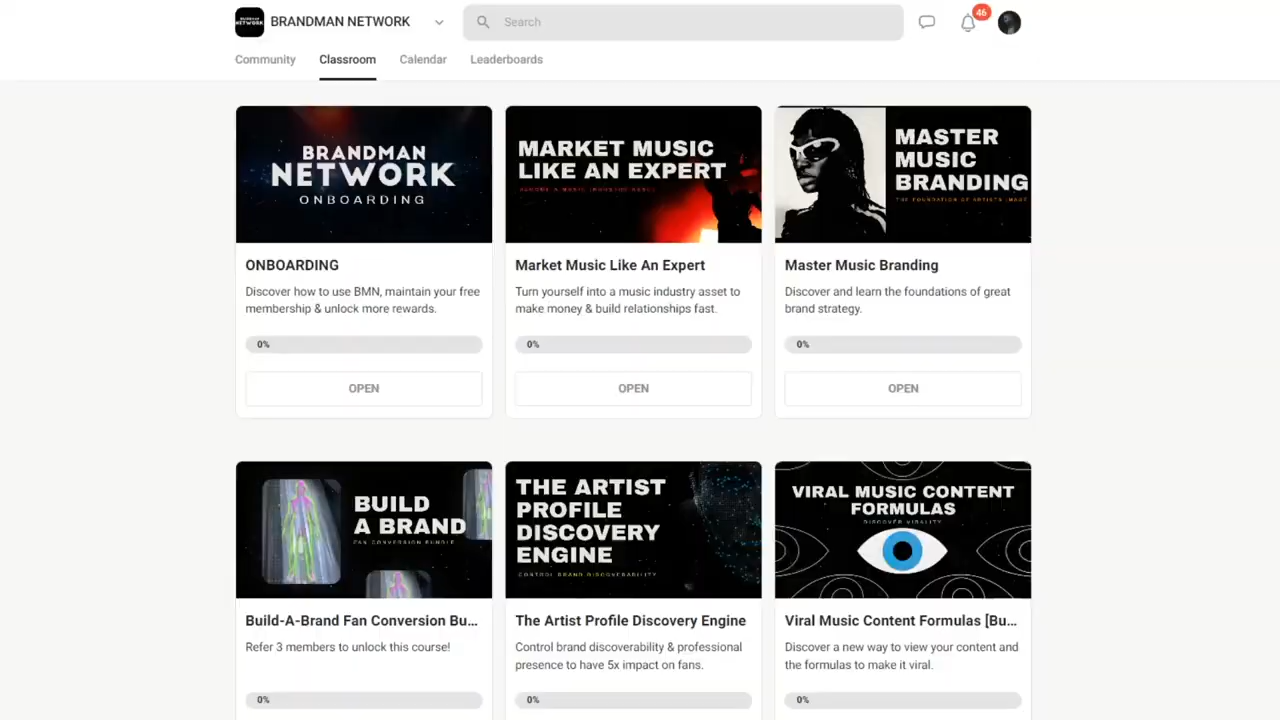 BRANDMAN NETWORK
Search
46
Community
Classroom
Calendar
Leaderboards
BRANDMAN
NETWORK
ONBOARDING
MARKET MUSIC
LIKE AN EXPERT
MASTER
MUSIC
BRANDING
THE FOUNDATION OF ARTISTS IMAGE
ONBOARDING
Discover how to use BMN, maintain your free
membership & unlock more rewards.
0%
OPEN
Market Music Like An Expert
Turn yourself into a music industry asset to
make money & build relationships fast.
0%
OPEN
Master Music Branding
Discover and learn the foundations of great
brand strategy.
0%
OPEN
BUILD
A BRAND
FAN CONVERSION BUNDLE
THE ARTIST
PROFILE
DISCOVERY
ENGINE
CONTROL BRAND DISCOVERABILITY
VIRAL MUSIC CONTENT
FORMULAS
DISCOVER VIRALITY
Build-A-Brand Fan Conversion Bu...
Refer 3 members to unlock this course!
0%
The Artist Profile Discovery Engine
Control brand discoverability & professional
presence to have 5x impact on fans.
0%
Viral Music Content Formulas [Bu...
Discover a new way to view your content and
the formulas to make it viral.
0%